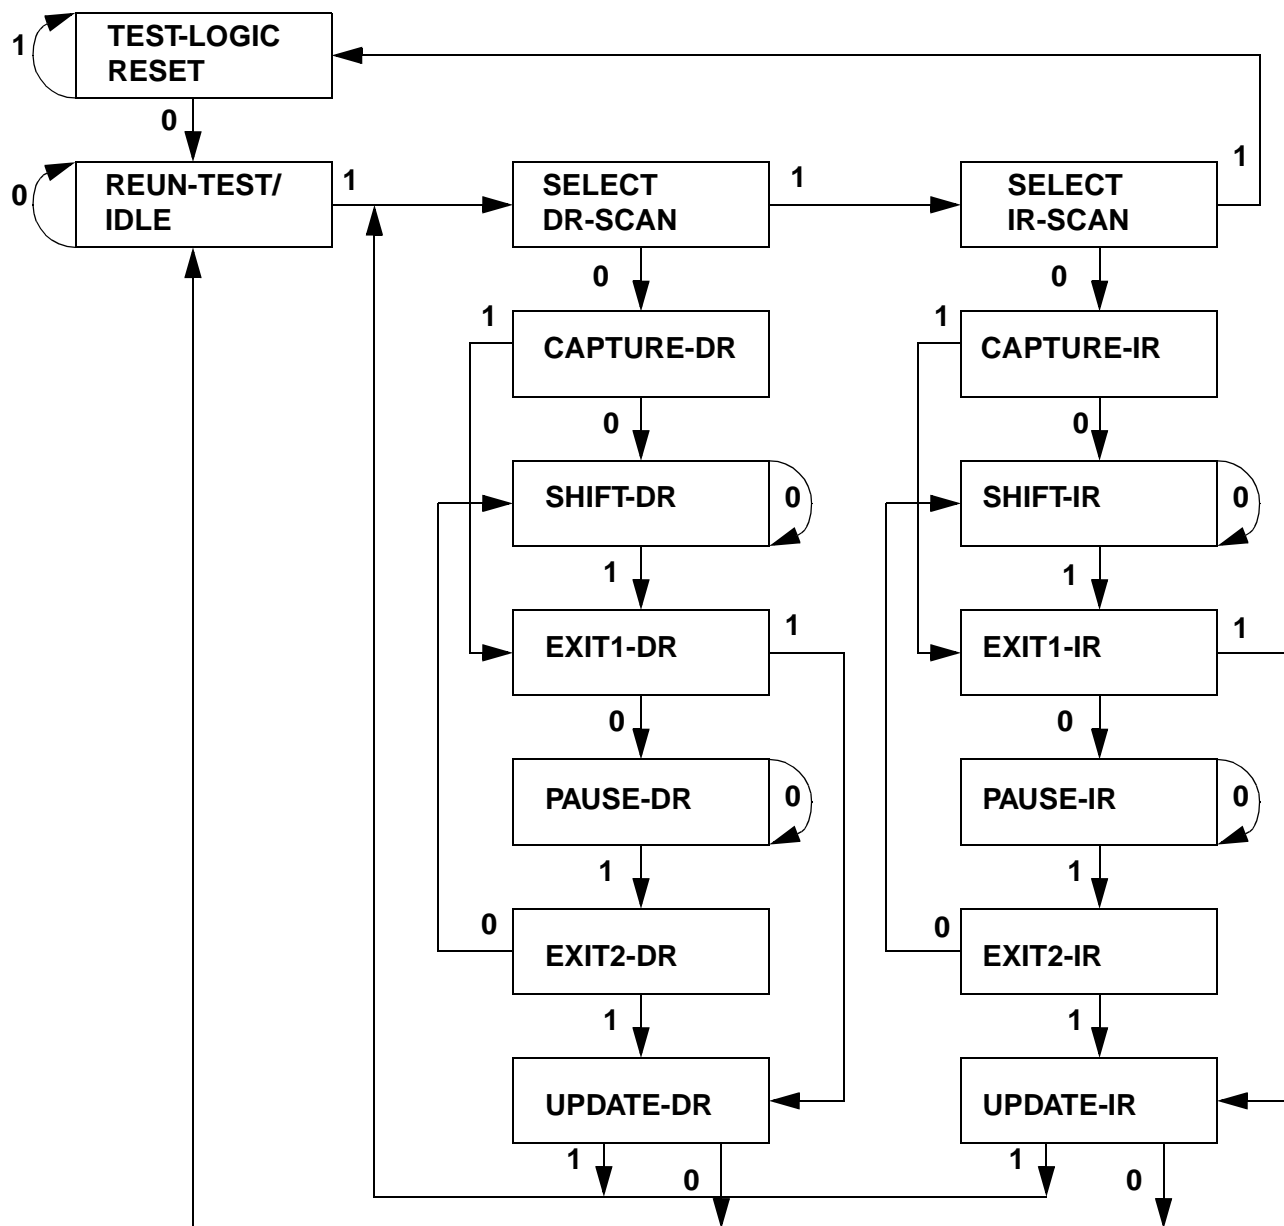 TEST-LOGIC
RESET
1
0
REUN-TEST/
IDLE
0
1
SELECT
DR-SCAN
1
SELECT
IR-SCAN
1
0
0
1
CAPTURE-DR
1
CAPTURE-IR
0
0
SHIFT-DR
0
SHIFT-IR
0
1
1
EXIT1-DR
1
EXIT1-IR
1
0
0
PAUSE-DR
0
PAUSE-IR
0
1
1
0
EXIT2-DR
0
EXIT2-IR
1
1
UPDATE-DR
UPDATE-IR
1
0
1
0